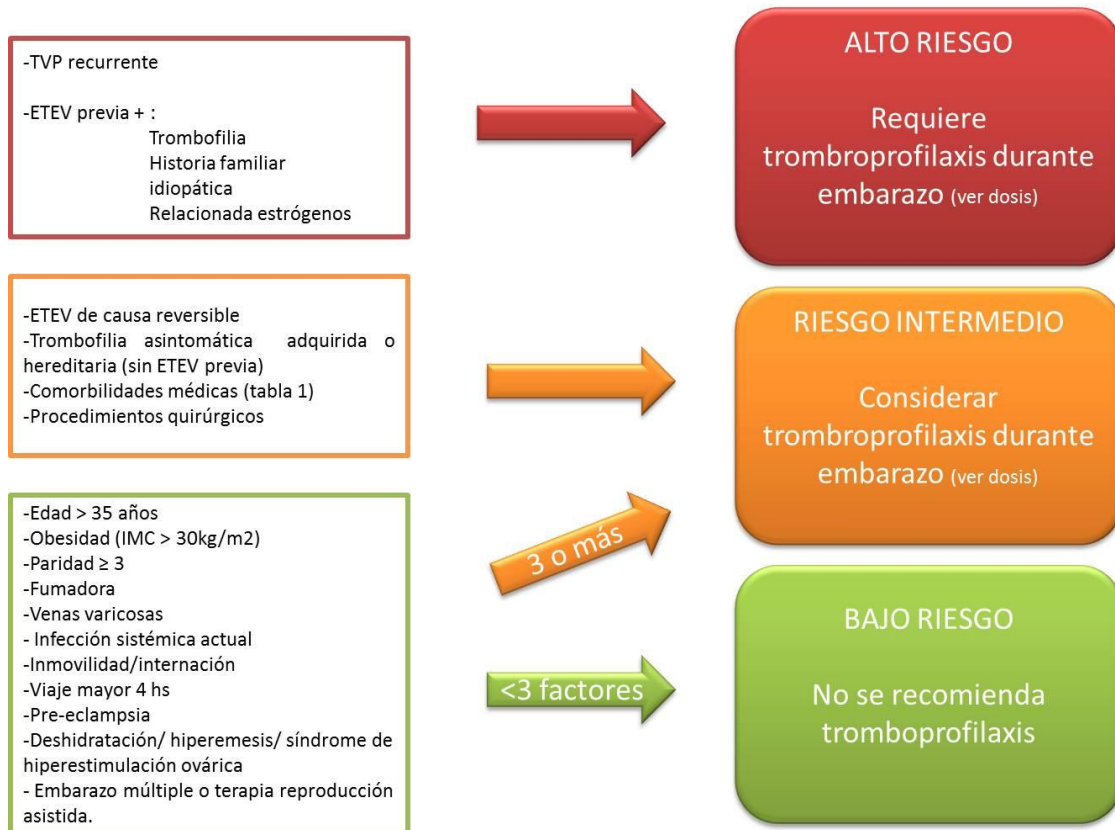 -TVP recurrente
-ETEV previa + :
Trombofilia
Historia familiar
idiopática
Relacionada estrógenos
ALTO RIESGO
Requiere
trombroprofilaxis durante
embarazo (ver dosis)
-ETEV de causa reversible
-Trombofilia asintomática adquirida o
hereditaria (sin ETEV previa)
-Comorbilidades médicas (tabla 1)
-Procedimientos quirúrgicos
RIESGO INTERMEDIO
Considerar
trombroprofilaxis durante
embarazo (ver dosis)
-Edad > 35 años
-Obesidad (IMC > 30kg/m2)
-Paridad ≥ 3
-Fumadora
-Venas varicosas
- Infección sistémica actual
-Inmovilidad/internación
-Viaje mayor 4 hs
-Pre-eclampsia
-Deshidratación/ hiperemesis/ síndrome de
hiperestimulación ovárica
- Embarazo múltiple o terapia reproducción
asistida.
3 o más
<3 factores
BAJO RIESGO
No se recomienda
tromboprofilaxis